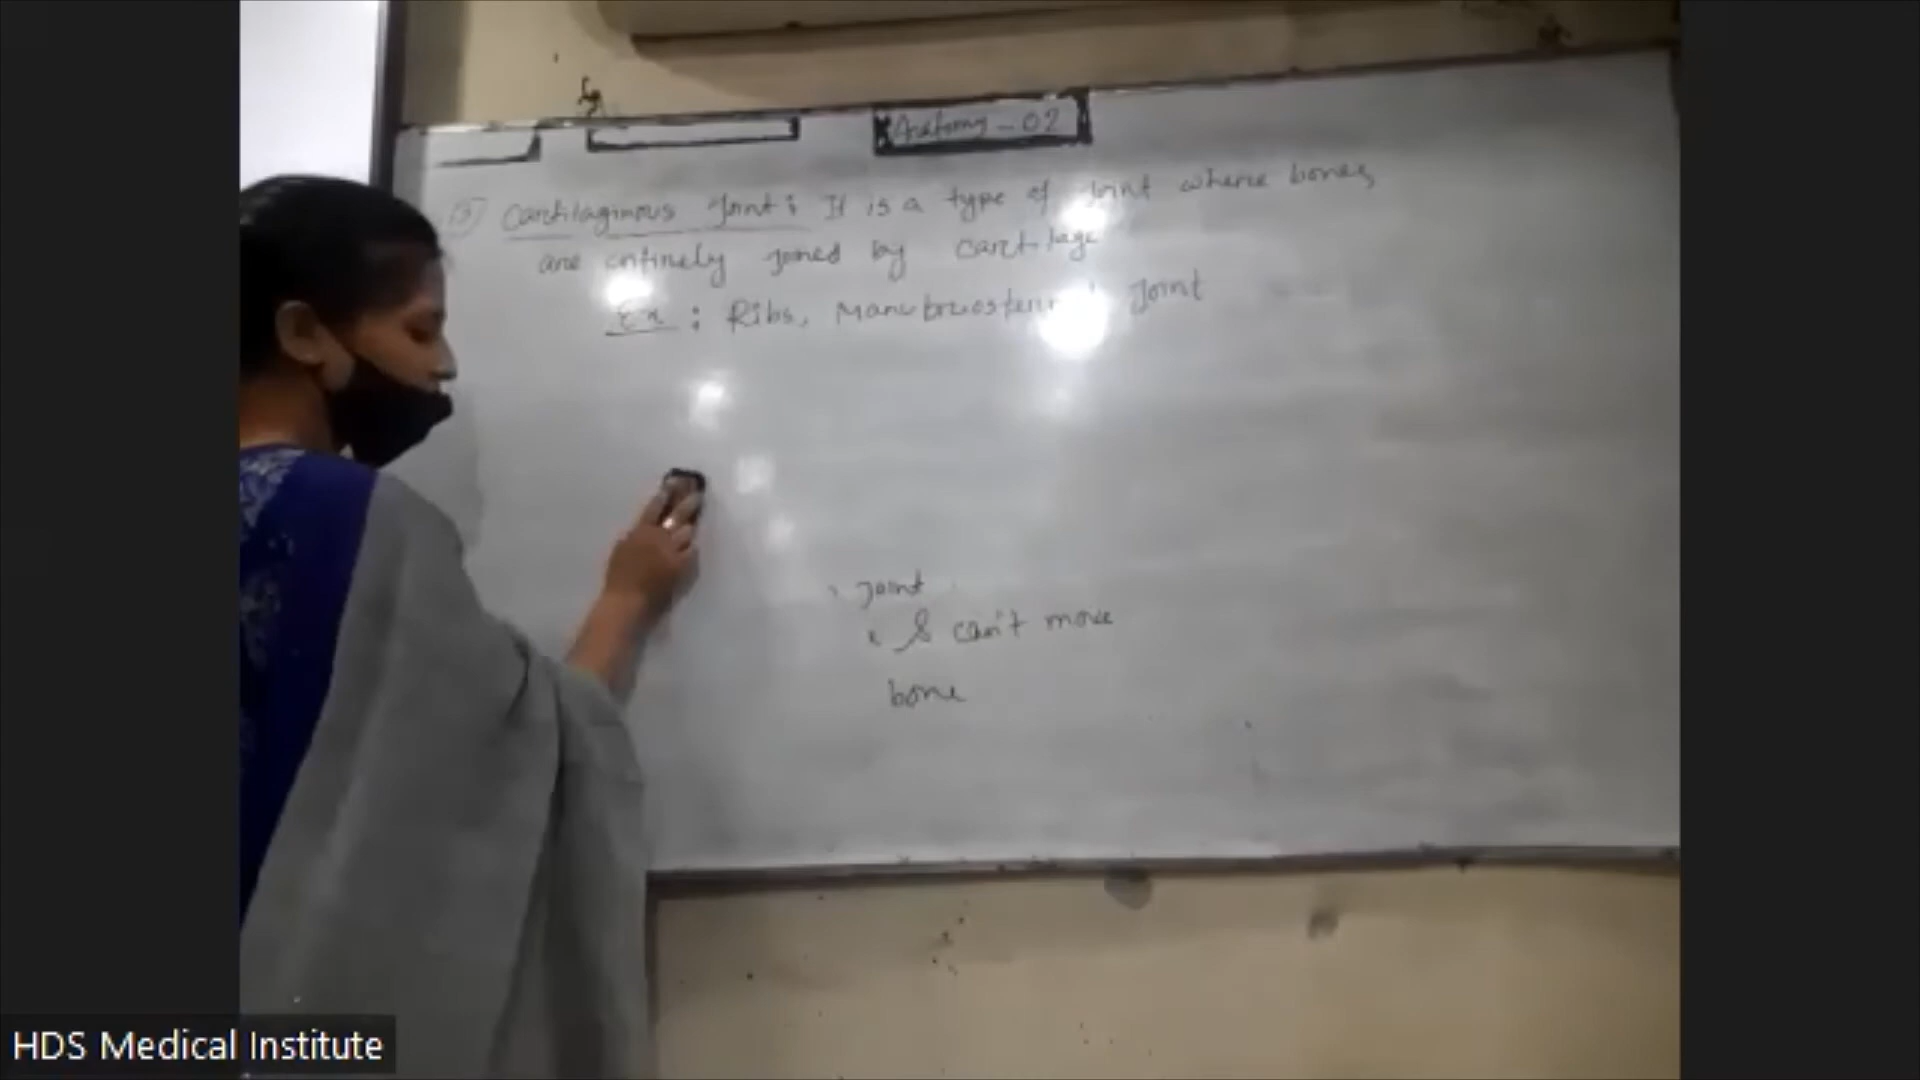 Anatomy - 02
Cartilaginous Joint : It is a type of Joint where bones
are entirely joined by cartilage
Ex : Ribs, Manubriosternal Joint
Joint
& can't move
bone
HDS Medical Institute